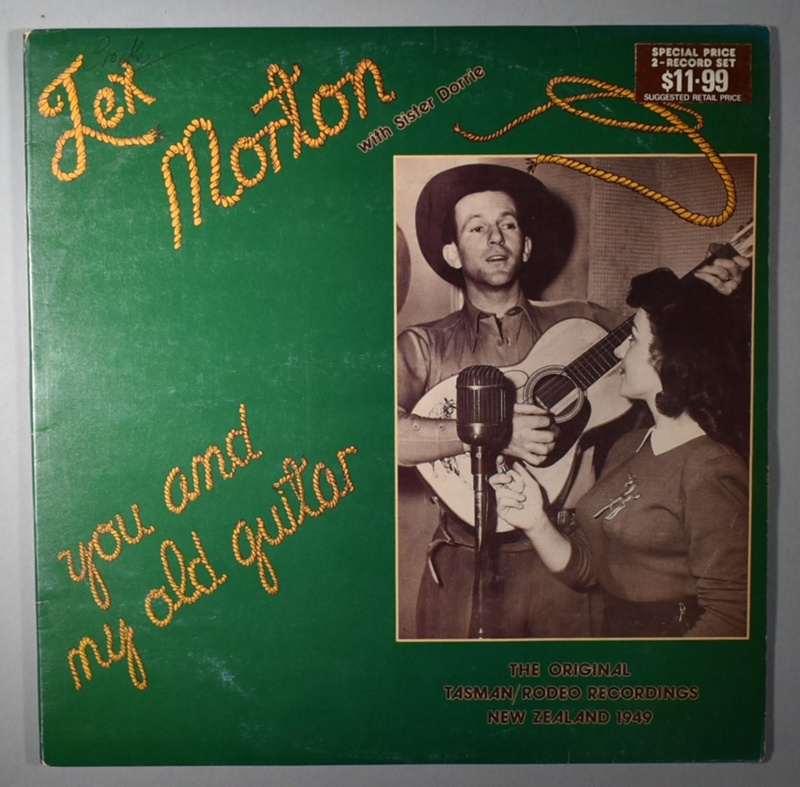 Tex
Morton
with Sister Dorrie
SPECIAL PRICE
2-RECORD SET
$11·99
SUGGESTED RETAIL PRICE
you and
my old guitar
THE ORIGINAL
TASMAN/RODEO RECORDINGS
NEW ZEALAND 1949